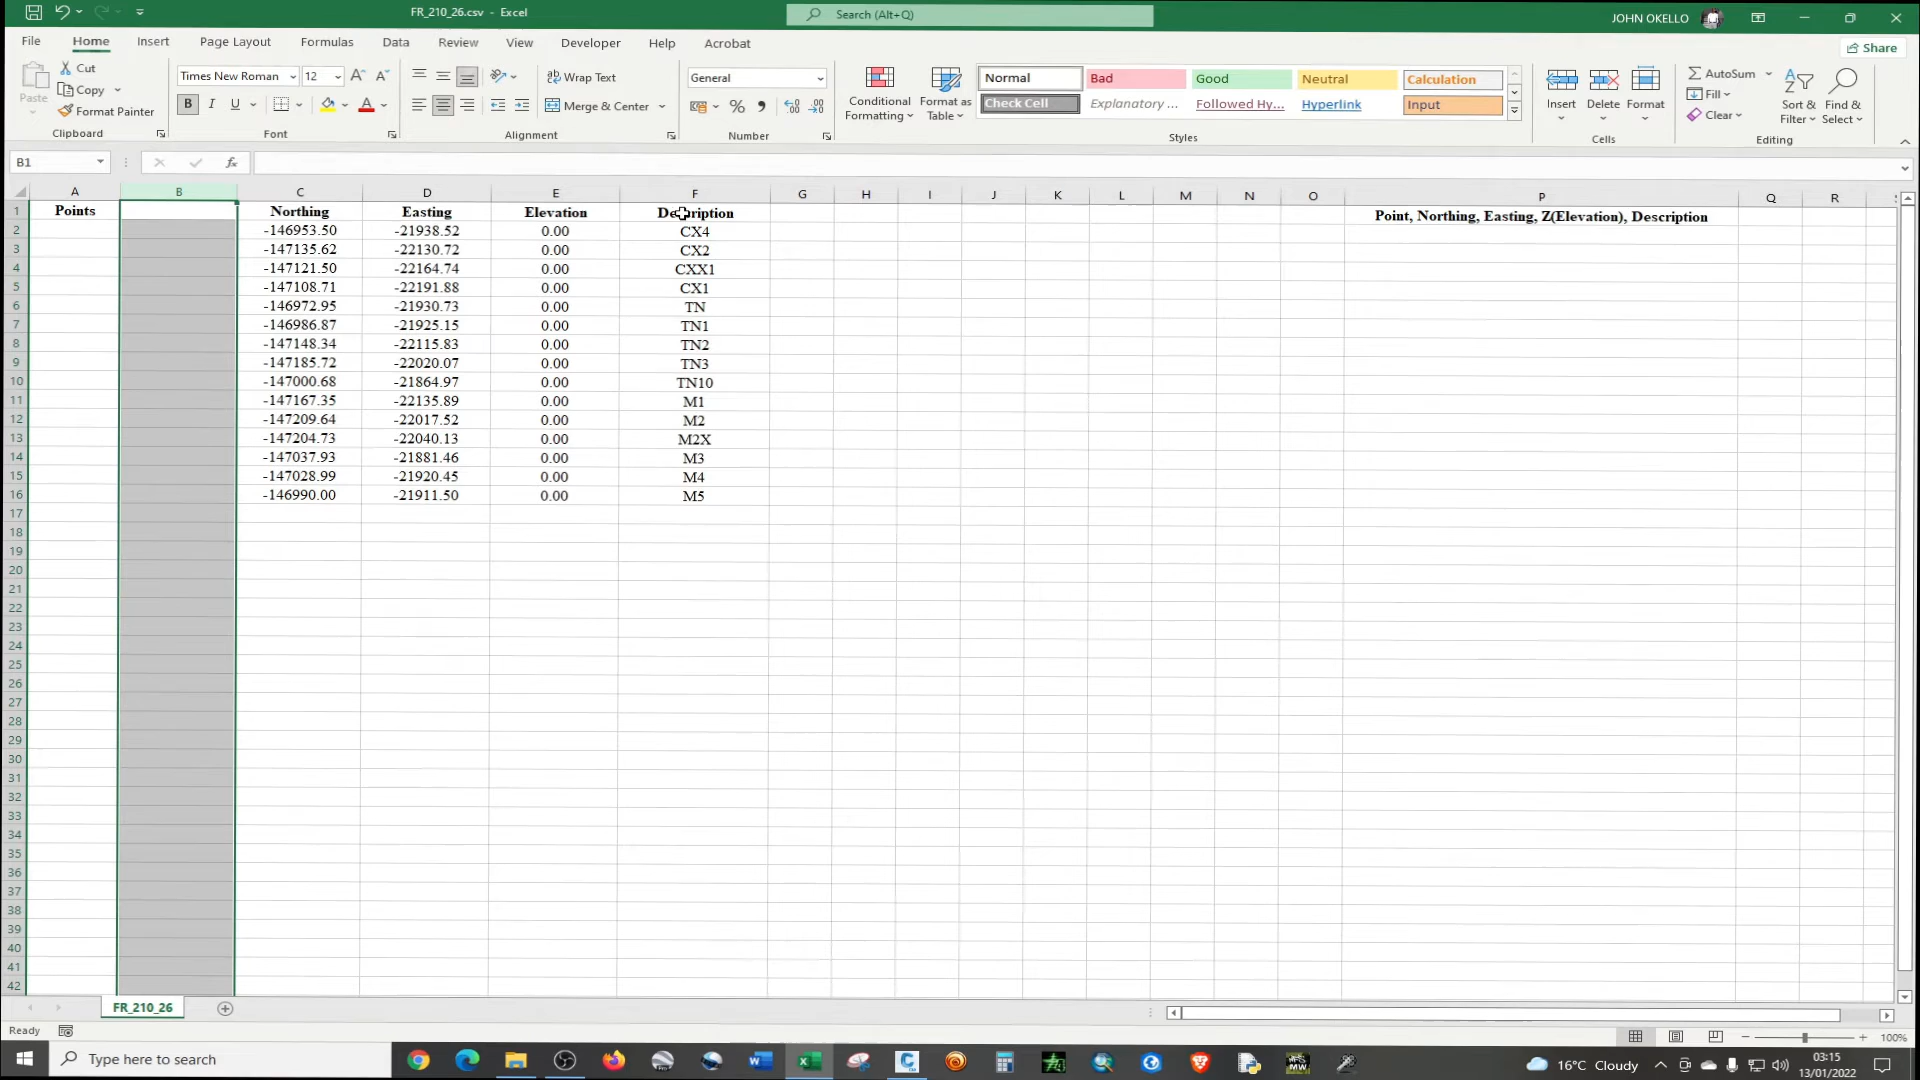 FR_210_26.csv - Excel
Search (Alt+Q)
JOHN OKELLO
File Home Insert Page Layout Formulas Data Review View Developer Help Acrobat
Share
Paste
Cut
Copy
Format Painter
Clipboard
Times New Roman 12
B I U
Font
Wrap Text
Merge & Center
Alignment
General
Number
Conditional Formatting
Format as Table
Normal Bad Good Neutral Calculation
Check Cell Explanatory ... Followed Hy... Hyperlink Input
Styles
Insert Delete Format
Cells
AutoSum
Fill
Clear
Sort & Filter
Find & Select
Editing
B1
fx
A B C D E F G H I J K L M N O P Q R
1 Points Northing Easting Elevation Description Point, Northing, Easting, Z(Elevation), Description
2 -146953.50 -21938.52 0.00 CX4
3 -147135.62 -22130.72 0.00 CX2
4 -147121.50 -22164.74 0.00 CXX1
5 -147108.71 -22191.88 0.00 CX1
6 -146972.95 -21930.73 0.00 TN
7 -146986.87 -21925.15 0.00 TN1
8 -147148.34 -22115.83 0.00 TN2
9 -147185.72 -22020.07 0.00 TN3
10 -147000.68 -21864.97 0.00 TN10
11 -147167.35 -22135.89 0.00 M1
12 -147209.64 -22017.52 0.00 M2
13 -147204.73 -22040.13 0.00 M2X
14 -147037.93 -21881.46 0.00 M3
15 -147028.99 -21920.45 0.00 M4
16 -146990.00 -21911.50 0.00 M5
17
18
19
20
21
22
23
24
25
26
27
28
29
30
31
32
33
34
35
36
37
38
39
40
41
42
FR_210_26
Ready
100%
Type here to search
16°C Cloudy
03:15
13/01/2022